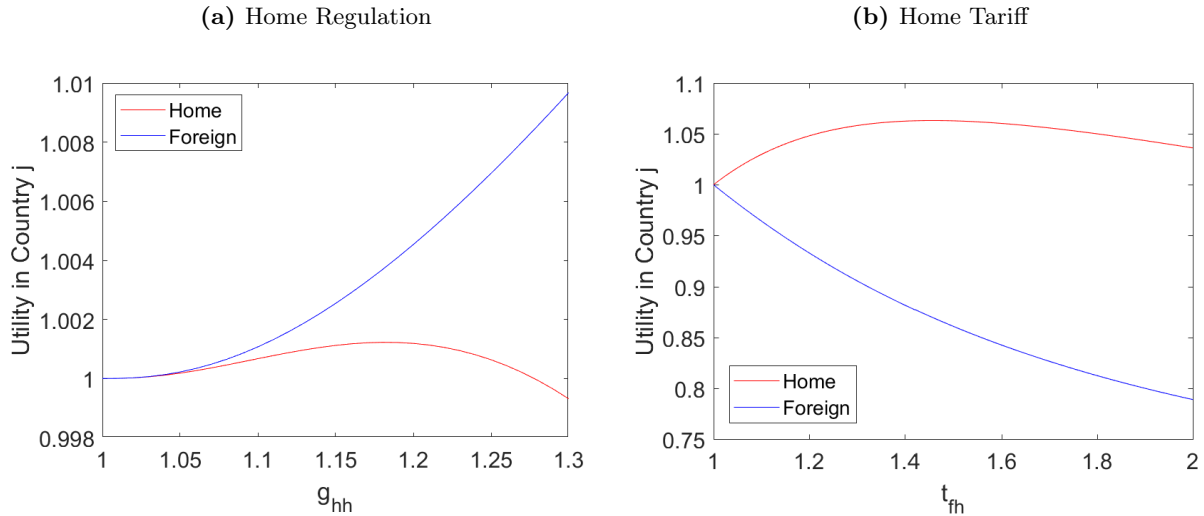 (a) Home Regulation
Utility in Country j
1.01
1.008
1.006
1.004
1.002
1
0.998
Home
Foreign
1 1.05 1.1 1.15 1.2 1.25 1.3
g_hh
(b) Home Tariff
Utility in Country j
1.1
1.05
1
0.95
0.9
0.85
0.8
0.75
Home
Foreign
1 1.2 1.4 1.6 1.8 2
t_fh